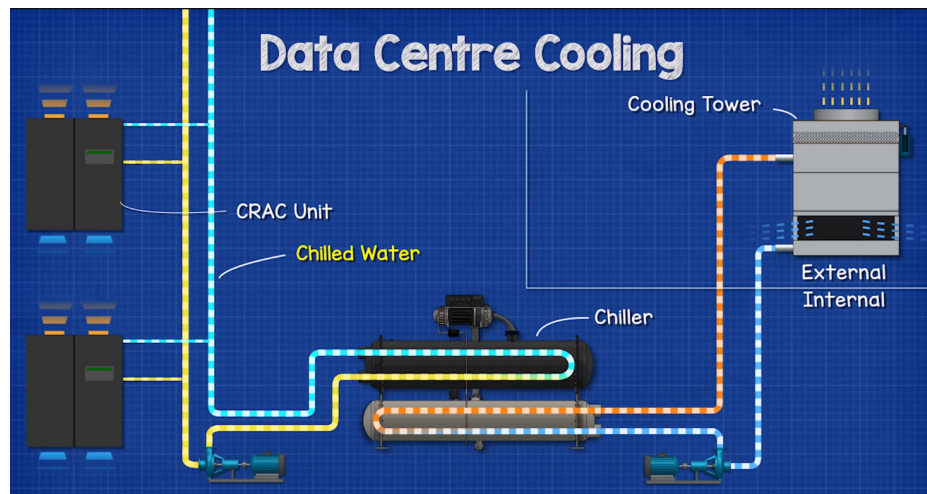 Data Centre Cooling
Cooling Tower
CRAC Unit
Chilled Water
External
Internal
Chiller